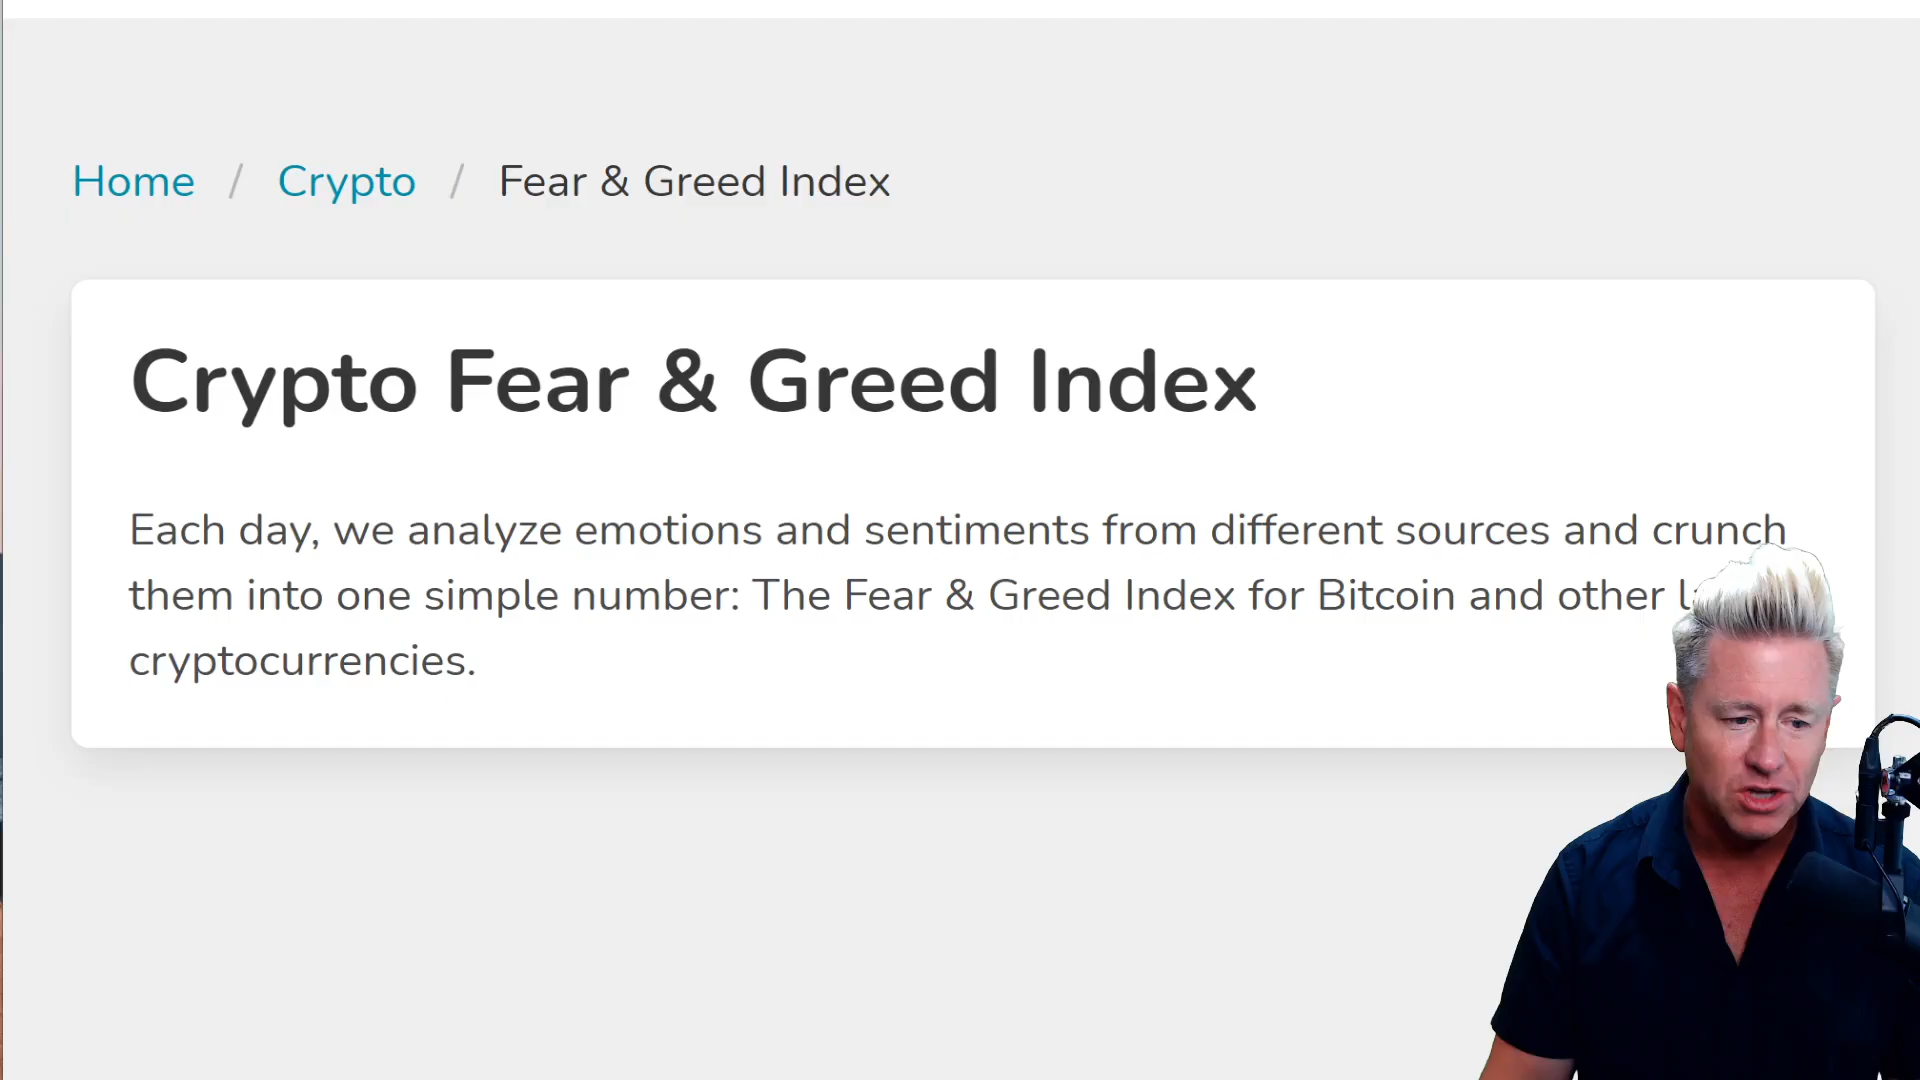 Home / Crypto / Fear & Greed Index
Crypto Fear & Greed Index
Each day, we analyze emotions and sentiments from different sources and crunch
them into one simple number: The Fear & Greed Index for Bitcoin and other
cryptocurrencies.